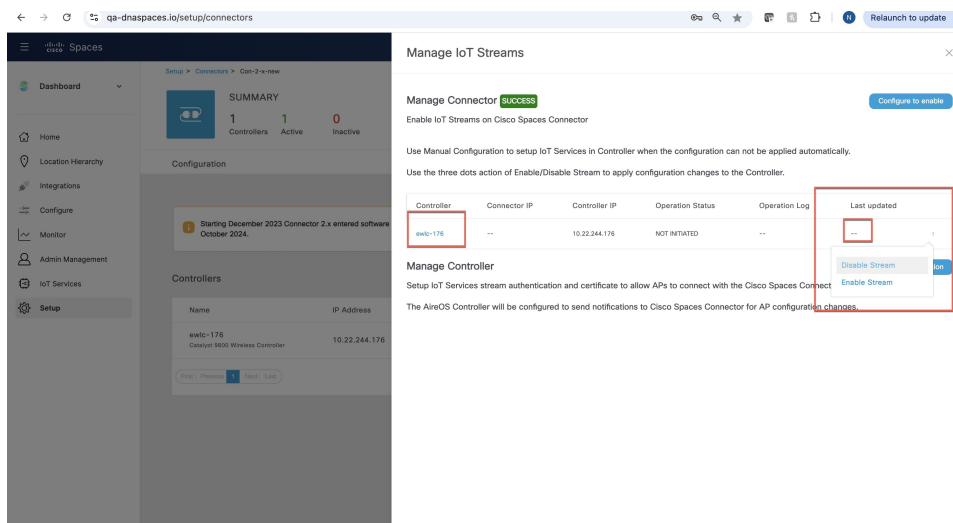 qa-dnaspaces.io/setup/connectors
N
Relaunch to update
CISCO Spaces
Manage IoT Streams
Setup > Connectors > Con-2-x-new
Dashboard
SUMMARY
1 1 0
Controllers Active Inactive
Manage Connector SUCCESS
Configure to enable
Enable IoT Streams on Cisco Spaces Connector
Home
Location Hierarchy
Configuration
Use Manual Configuration to setup IoT Services in Controller when the configuration can not be applied automatically.
Use the three dots action of Enable/Disable Stream to apply configuration changes to the Controller.
Integrations
Configure
Controller Connector IP Controller IP Operation Status Operation Log Last updated
Monitor
Starting December 2023 Connector 2.x entered software
October 2024.
ewlc-176 -- 10.22.244.176 NOT INITIATED -- --
Admin Management
IoT Services
Setup
Controllers
Manage Controller
ion
Disable Stream
Enable Stream
Setup IoT Services stream authentication and certificate to allow APs to connect with the Cisco Spaces Connect
The AireOS Controller will be configured to send notifications to Cisco Spaces Connector for AP configuration changes.
Name IP Address
ewlc-176
Catalyst 9800 Wireless Controller
10.22.244.176
First Previous 1 Next Last